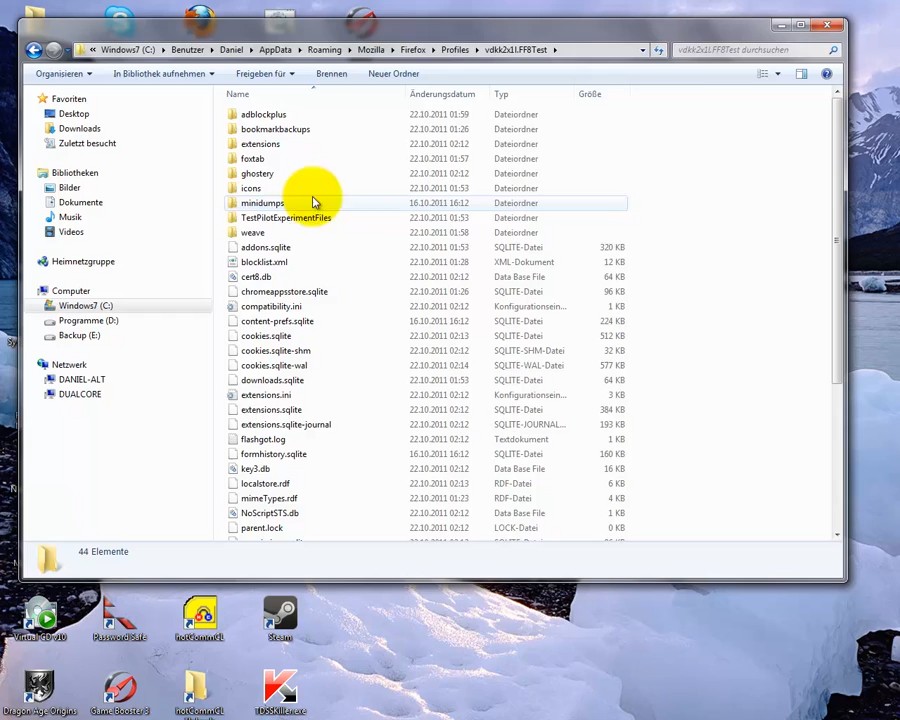 « Windows7 (C:) ▸ Benutzer ▸ Daniel ▸ AppData ▸ Roaming ▸ Mozilla ▸ Firefox ▸ Profiles ▸ vdkk2x1l.FF8Test ▸
vdkk2x1l.FF8Test durchsuchen
Organisieren In Bibliothek aufnehmen Freigeben für Brennen Neuer Ordner
Favoriten
Desktop
Downloads
Zuletzt besucht
Bibliotheken
Bilder
Dokumente
Musik
Videos
Heimnetzgruppe
Computer
Windows7 (C:)
Programme (D:)
Backup (E:)
Netzwerk
DANIEL-ALT
DUALCORE
Name Änderungsdatum Typ Größe
adblockplus 22.10.2011 01:59 Dateiordner
bookmarkbackups 22.10.2011 01:26 Dateiordner
extensions 22.10.2011 02:12 Dateiordner
foxtab 22.10.2011 01:57 Dateiordner
ghostery 22.10.2011 01:59 Dateiordner
icons 22.10.2011 01:53 Dateiordner
minidumps 16.10.2011 16:12 Dateiordner
TestPilotExperimentFiles 22.10.2011 01:53 Dateiordner
weave 22.10.2011 01:58 Dateiordner
addons.sqlite 22.10.2011 01:53 SQLITE-Datei 320 KB
blocklist.xml 22.10.2011 01:28 XML-Dokument 12 KB
cert8.db 22.10.2011 02:12 Data Base File 64 KB
chromeappsstore.sqlite 22.10.2011 01:26 SQLITE-Datei 96 KB
compatibility.ini 22.10.2011 02:12 Konfigurationsein... 1 KB
content-prefs.sqlite 16.10.2011 16:12 SQLITE-Datei 224 KB
cookies.sqlite 22.10.2011 02:13 SQLITE-Datei 512 KB
cookies.sqlite-shm 22.10.2011 02:12 SQLITE-SHM-Datei 32 KB
cookies.sqlite-wal 22.10.2011 02:14 SQLITE-WAL-Datei 577 KB
downloads.sqlite 22.10.2011 01:53 SQLITE-Datei 64 KB
extensions.ini 22.10.2011 02:12 Konfigurationsein... 3 KB
extensions.sqlite 22.10.2011 02:12 SQLITE-Datei 384 KB
extensions.sqlite-journal 22.10.2011 02:12 SQLITE-JOURNAL... 193 KB
flashgot.log 22.10.2011 02:12 Textdokument 1 KB
formhistory.sqlite 16.10.2011 16:12 SQLITE-Datei 160 KB
key3.db 22.10.2011 02:12 Data Base File 16 KB
localstore.rdf 22.10.2011 02:13 RDF-Datei 6 KB
mimeTypes.rdf 22.10.2011 01:23 RDF-Datei 4 KB
NoScriptSTS.db 22.10.2011 02:12 Data Base File 1 KB
parent.lock 22.10.2011 02:12 LOCK-Datei 0 KB
44 Elemente
Virtual CD v10 Password Safe hotCommCL Steam
Dragon Age Origins Game Booster 3 hotCommCL TDSSKiller.exe